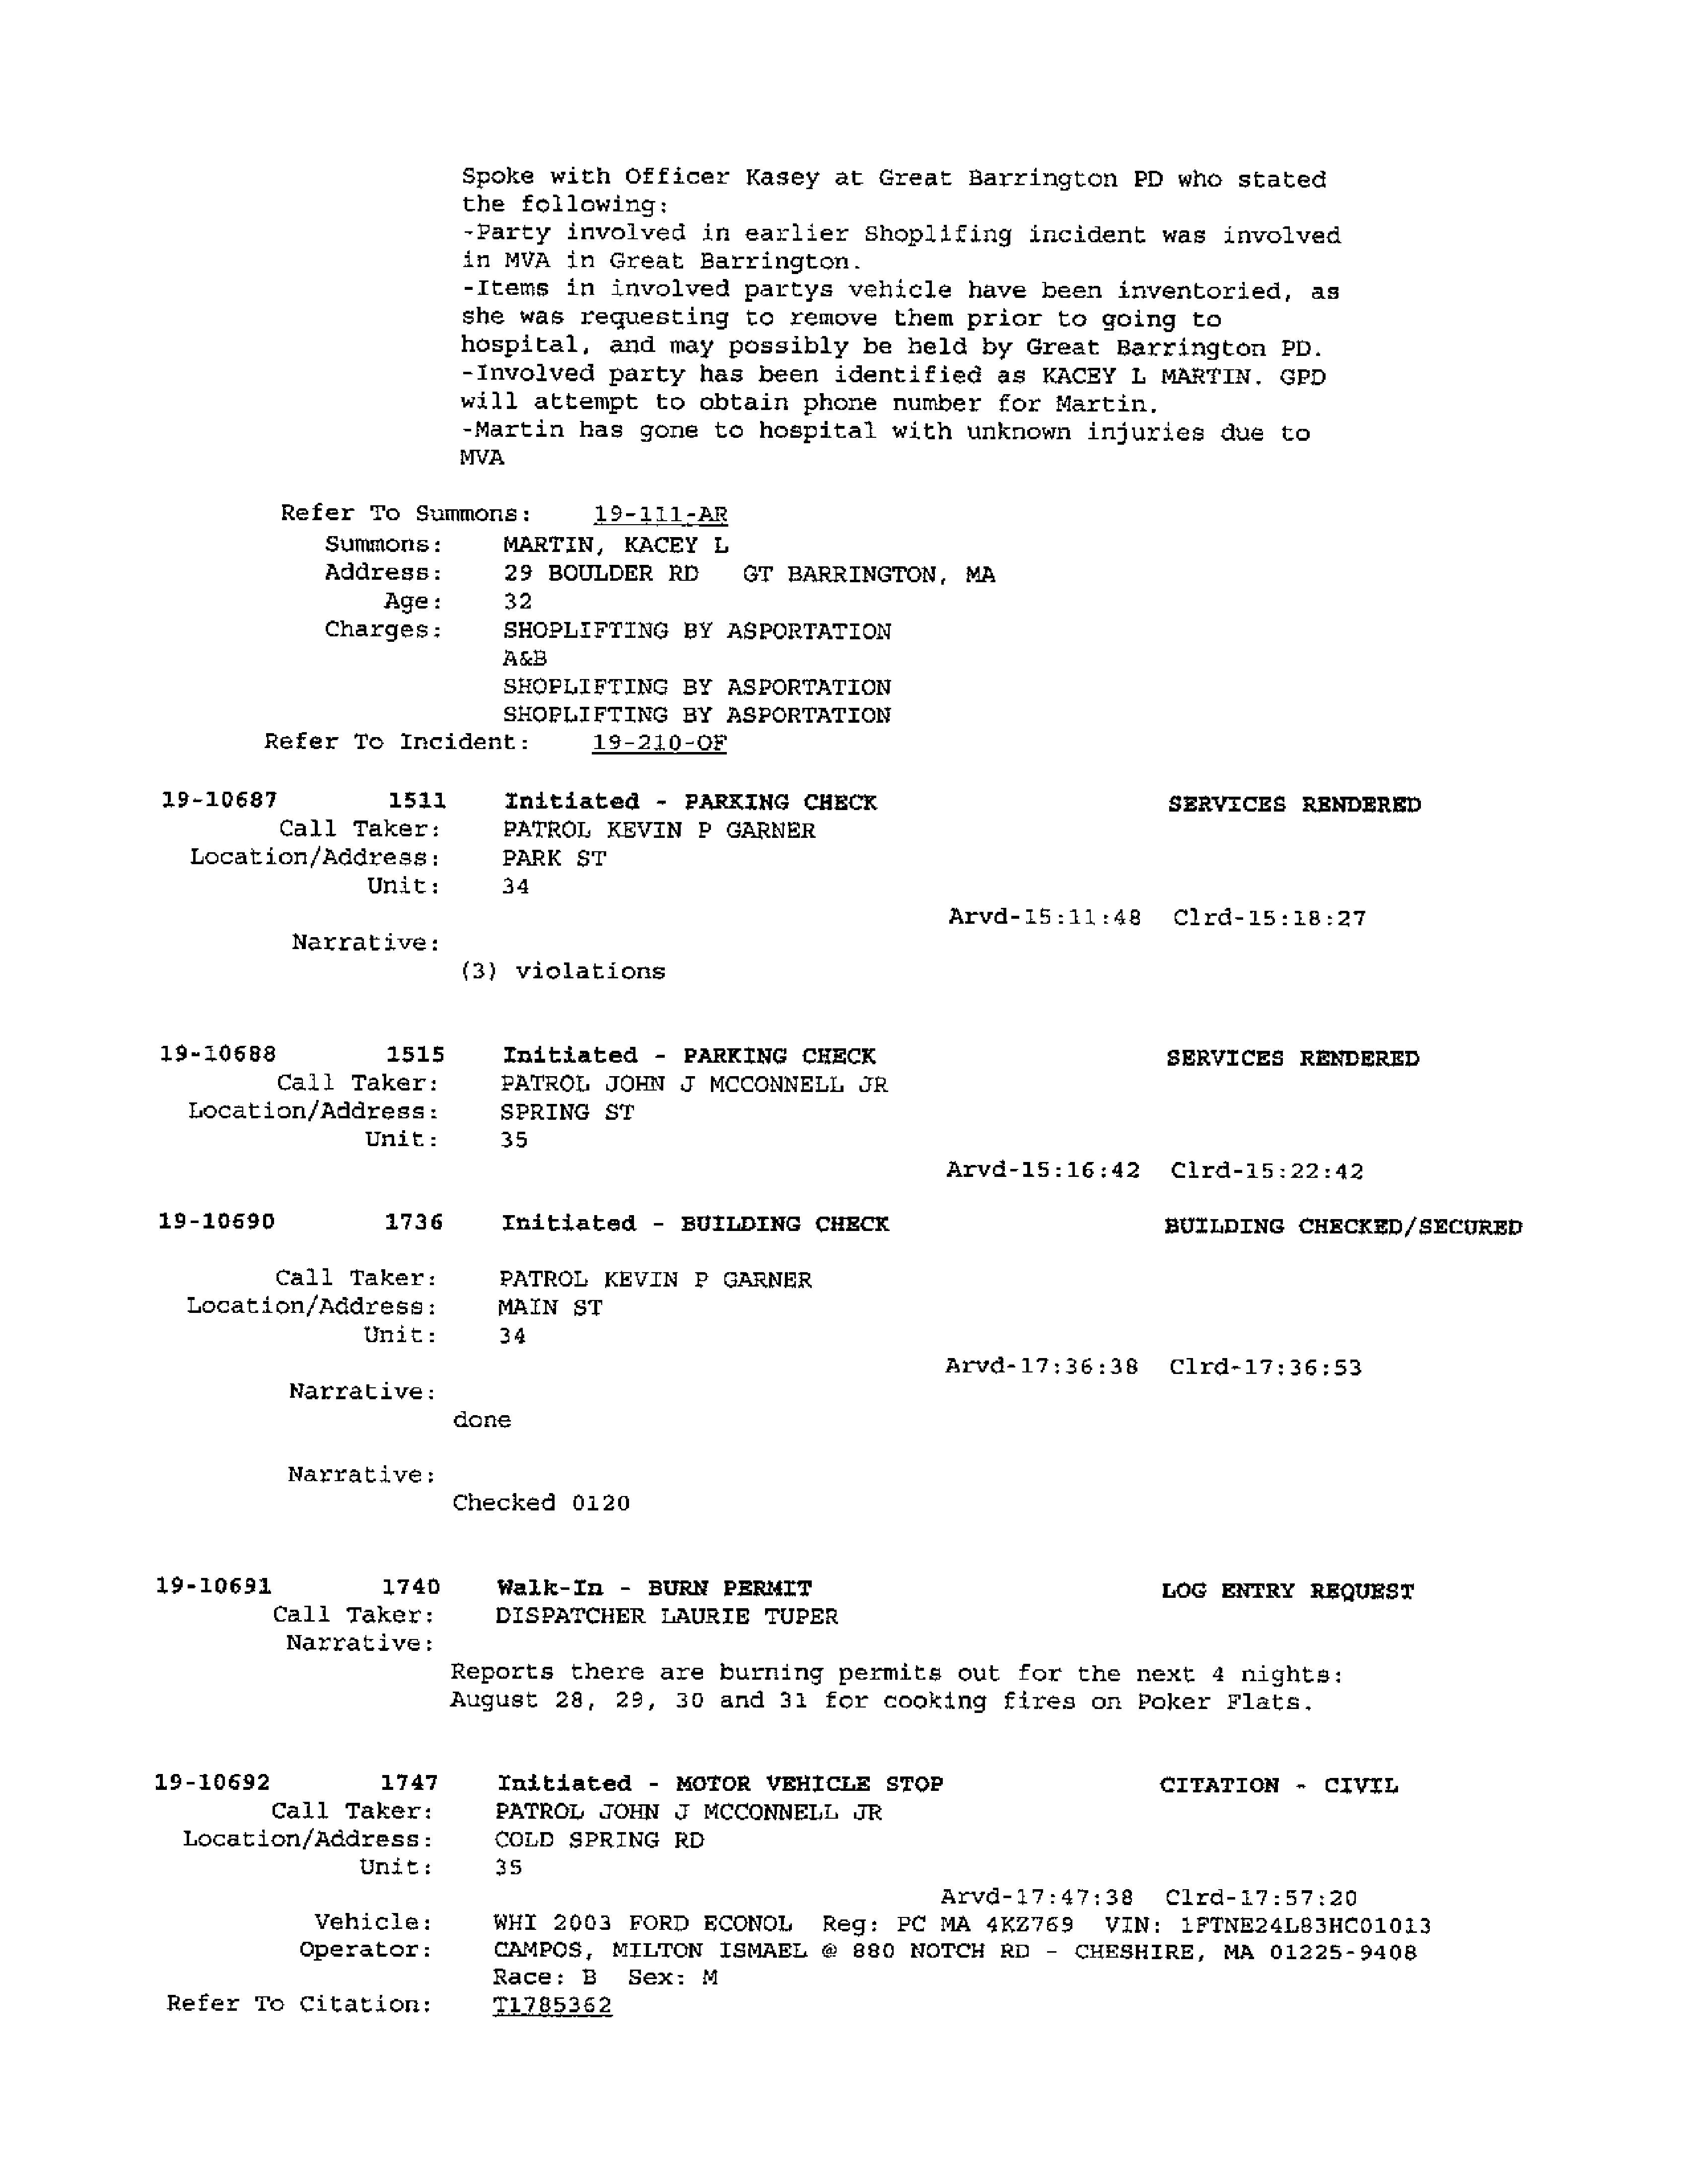 Spoke with Officer Kasey at Great Barrington PD who stated
the following:
-Party involved in earlier Shoplifing incident was involved
in MVA in Great Barrington.
-Items in involved partys vehicle have been inventoried, as
she was requesting to remove them prior to going to
hospital, and may possibly be held by Great Barrington PD.
-Involved party has been identified as KACEY L MARTIN. GPD
will attempt to obtain phone number for Martin.
-Martin has gone to hospital with unknown injuries due to
MVA
Refer To Summons: 19-111-AR
Summons: MARTIN, KACEY L
Address: 29 BOULDER RD GT BARRINGTON, MA
Age: 32
Charges: SHOPLIFTING BY ASPORTATION
A&B
SHOPLIFTING BY ASPORTATION
SHOPLIFTING BY ASPORTATION
Refer To Incident: 19-210-OF
19-10687 1511 Initiated - PARKING CHECK SERVICES RENDERED
Call Taker: PATROL KEVIN P GARNER
Location/Address: PARK ST
Unit: 34
Arvd-15:11:48 Clrd-15:18:27
Narrative:
(3) violations
19-10688 1515 Initiated - PARKING CHECK SERVICES RENDERED
Call Taker: PATROL JOHN J MCCONNELL JR
Location/Address: SPRING ST
Unit: 35
Arvd-15:16:42 Clrd-15:22:42
19-10690 1736 Initiated - BUILDING CHECK BUILDING CHECKED/SECURED
Call Taker: PATROL KEVIN P GARNER
Location/Address: MAIN ST
Unit: 34
Arvd-17:36:38 Clrd-17:36:53
Narrative:
done
Narrative:
Checked 0120
19-10691 1740 Walk-In - BURN PERMIT LOG ENTRY REQUEST
Call Taker: DISPATCHER LAURIE TUPER
Narrative:
Reports there are burning permits out for the next 4 nights:
August 28, 29, 30 and 31 for cooking fires on Poker Flats.
19-10692 1747 Initiated - MOTOR VEHICLE STOP CITATION - CIVIL
Call Taker: PATROL JOHN J MCCONNELL JR
Location/Address: COLD SPRING RD
Unit: 35
Arvd-17:47:38 Clrd-17:57:20
Vehicle: WHI 2003 FORD ECONOL Reg: PC MA 4KZ769 VIN: 1FTNE24L83HC01013
Operator: CAMPOS, MILTON ISMAEL @ 880 NOTCH RD - CHESHIRE, MA 01225-9408
Race: B Sex: M
Refer To Citation: T1785362